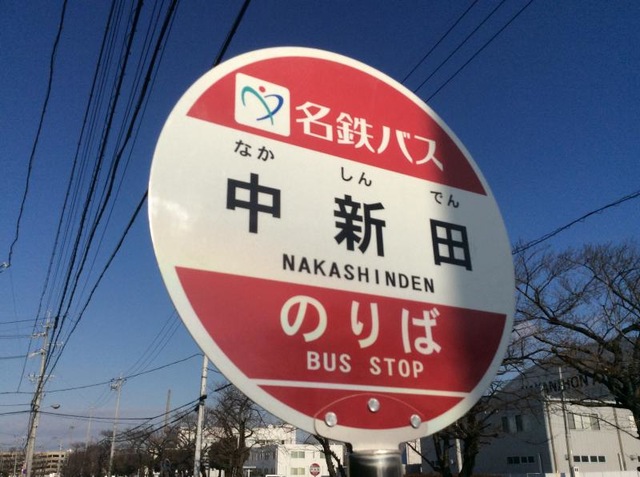 名鉄バス
なか しん でん
中新田
NAKASHINDEN
のりば
BUS STOP